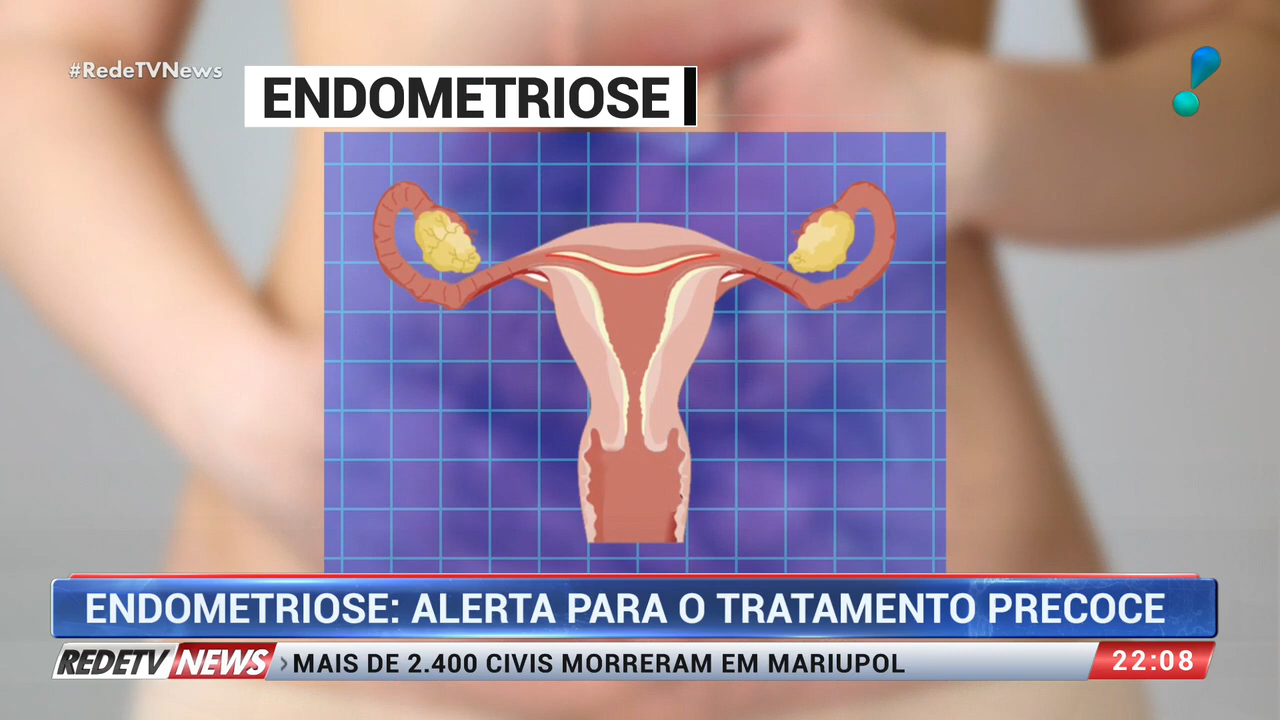 #RedeTVNews
ENDOMETRIOSE
ENDOMETRIOSE: ALERTA PARA O TRATAMENTO PRECOCE
REDETV NEWS › MAIS DE 2.400 CIVIS MORRERAM EM MARIUPOL 22:08